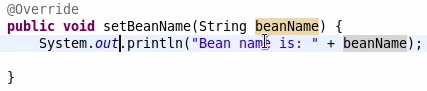 @Override
public void setBeanName(String beanName) {
System.out.println("Bean name is: " + beanName);
}